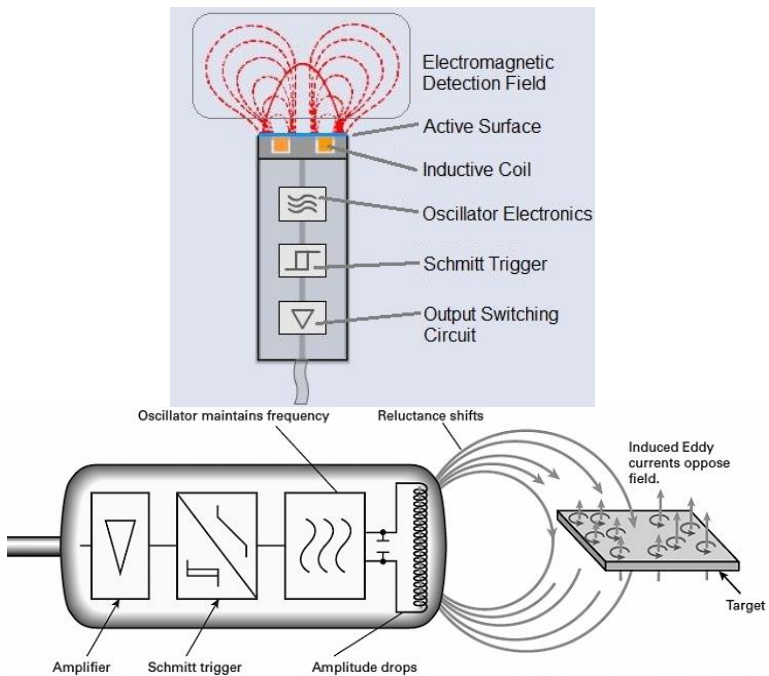 Electromagnetic
Detection Field
Active Surface
Inductive Coil
Oscillator Electronics
Schmitt Trigger
Output Switching
Circuit
Oscillator maintains frequency
Reluctance shifts
Induced Eddy
currents oppose
field.
Target
Amplifier
Schmitt trigger
Amplitude drops